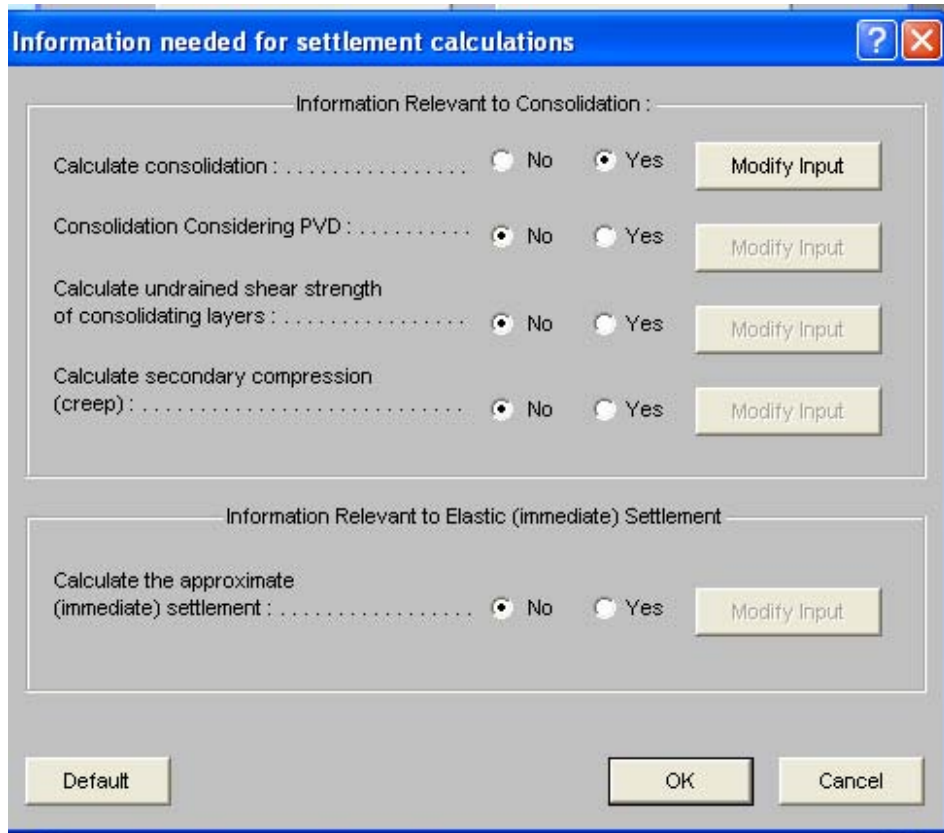 Information needed for settlement calculations
Information Relevant to Consolidation :
Calculate consolidation : . . . . . . . . . . . . . . . . No Yes Modify Input
Consolidation Considering PVD : . . . . . . . . . . No Yes Modify Input
Calculate undrained shear strength
of consolidating layers : . . . . . . . . . . . . . . . . No Yes Modify Input
Calculate secondary compression
(creep) : . . . . . . . . . . . . . . . . . . . . . . . . . . . . No Yes Modify Input
Information Relevant to Elastic (immediate) Settlement
Calculate the approximate
(immediate) settlement : . . . . . . . . . . . . . . . . . No Yes Modify Input
Default OK Cancel